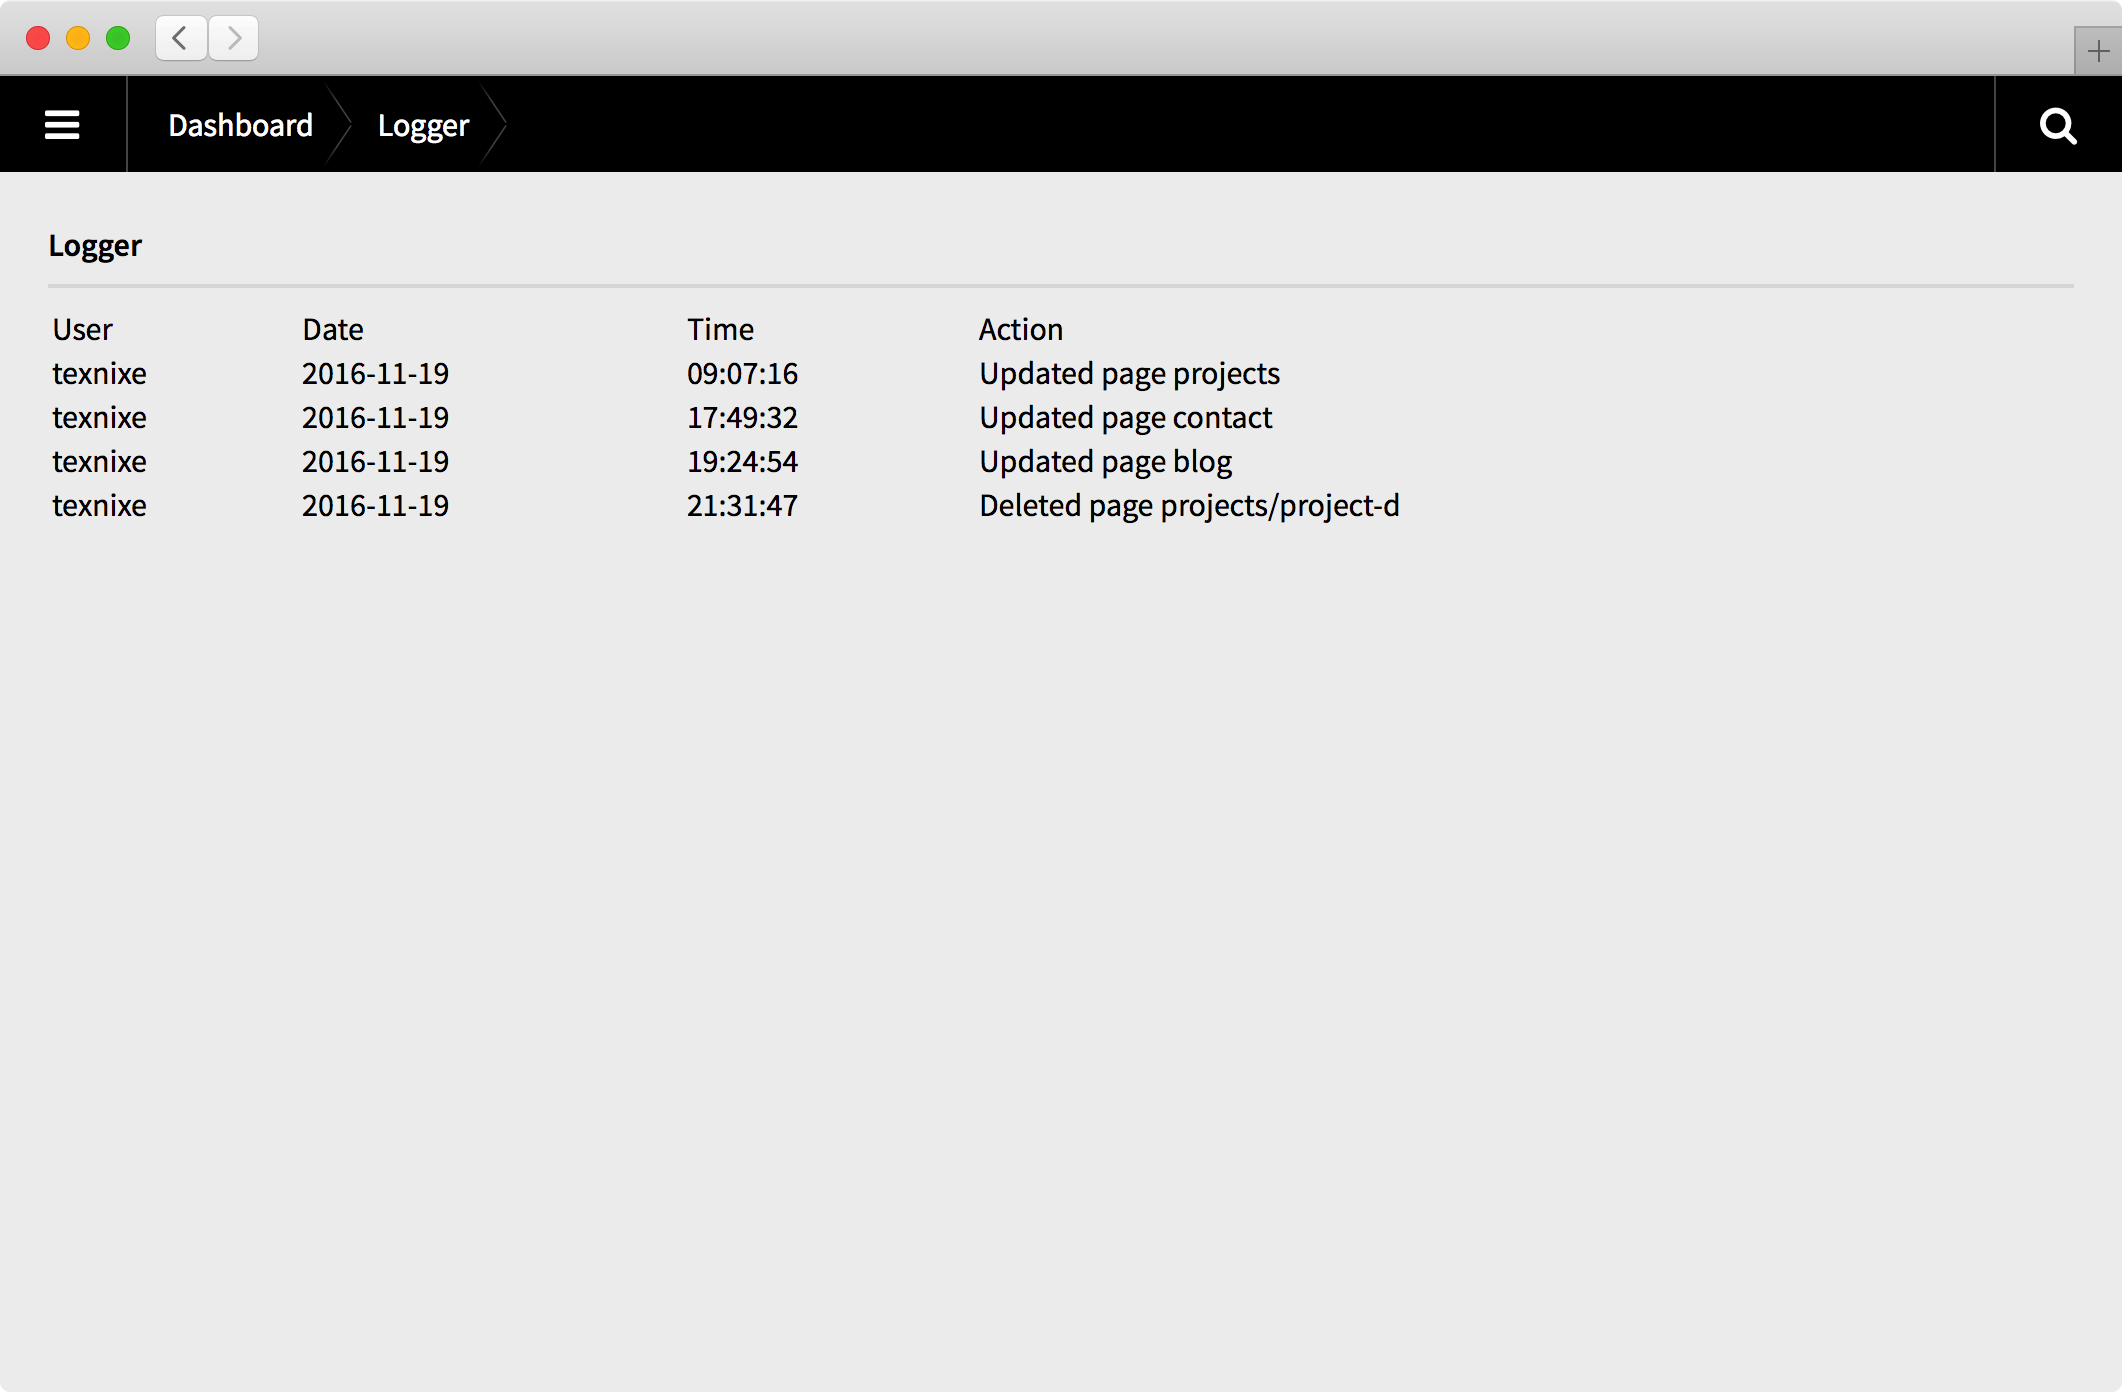 Dashboard Logger
Logger
User Date Time Action
texnixe 2016-11-19 09:07:16 Updated page projects
texnixe 2016-11-19 17:49:32 Updated page contact
texnixe 2016-11-19 19:24:54 Updated page blog
texnixe 2016-11-19 21:31:47 Deleted page projects/project-d